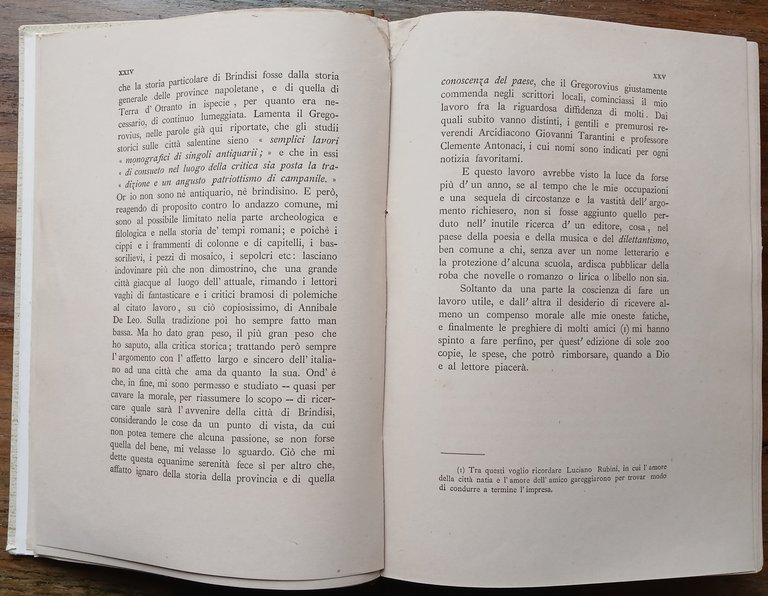 XXIV
che la storia particolare di Brindisi fosse dalla storia
generale delle province napoletane, e di quella di
Terra d' Otranto in ispecie, per quanto era ne-
cessario, di continuo lumeggiata. Lamenta il Grego-
rovius, nelle parole già qui riportate, che gli studii
storici sulle città salentine sieno « semplici lavori
« monografici di singoli antiquarii; » e che in essi
« di consueto nel luogo della critica sia posta la tra-
« dizione e un angusto patriottismo di campanile. »
Or io non sono nè antiquario, nè brindisino. E però,
reagendo di proposito contro lo andazzo comune, mi
sono al possibile limitato nella parte archeologica e
filologica e nella storia de' tempi romani; e poichè i
cippi e i frammenti di colonne e di capitelli, i bas-
sorilievi, i pezzi di mosaico, i sepolcri etc: lasciano
indovinare più che non dimostrino, che una grande
città giacque al luogo dell' attuale, rimando i lettori
vaghi di fantasticare e i critici bramosi di polemiche
al citato lavoro, su ciò copiosissimo, di Annibale
De Leo. Sulla tradizione poi ho sempre fatto man
bassa. Ma ho dato gran peso, il più gran peso che
ho saputo, alla critica storica; trattando però sempre
l'argomento con l' affetto largo e sincero dell' italia-
no ad una città che ama da quanto la sua. Ond' è
che, in fine, mi sono permesso e studiato — quasi per
cavare la morale, per riassumere lo scopo — di ricer-
care quale sarà l'avvenire della città di Brindisi,
considerando le cose da un punto di vista, da cui
non potea temere che alcuna passione, se non forse
quella del bene, mi velasse lo sguardo. Ciò che mi
dette questa equanime serenità fece sì per altro che,
affatto ignaro della storia della provincia e di quella
XXV
conoscenza del paese, che il Gregorovius giustamente
commenda negli scrittori locali, cominciassi il mio
lavoro fra la riguardosa diffidenza di molti. Dai
quali subito vanno distinti, i gentili e premurosi re-
verendi Arcidiacono Giovanni Tarantini e professore
Clemente Antonaci, i cui nomi sono indicati per ogni
notizia favoritami.
E questo lavoro avrebbe visto la luce da forse
più d' un anno, se al tempo che le mie occupazioni
e una sequela di circostanze e la vastità dell' ar-
gomento richiesero, non si fosse aggiunto quello per-
duto nell' inutile ricerca d' un editore, cosa, nel
paese della poesia e della musica e del dilettantismo,
ben comune a chi, senza aver un nome letterario e
la protezione d' alcuna scuola, ardisca pubblicar della
roba che novelle o romanzo o lirica o libello non sia.
Soltanto da una parte la coscienza di fare un
lavoro utile, e dall' altra il desiderio di ricevere al-
meno un compenso morale alle mie oneste fatiche,
e finalmente le preghiere di molti amici (1) mi hanno
spinto a fare perfino, per quest' edizione di sole 200
copie, le spese, che potrò rimborsare, quando a Dio
e al lettore piacerà.
(1) Tra questi voglio ricordare Luciano Rubini, in cui l' amore
della città natia e l' amore dell' amico gareggiarono per trovar modo
di condurre a termine l' impresa.